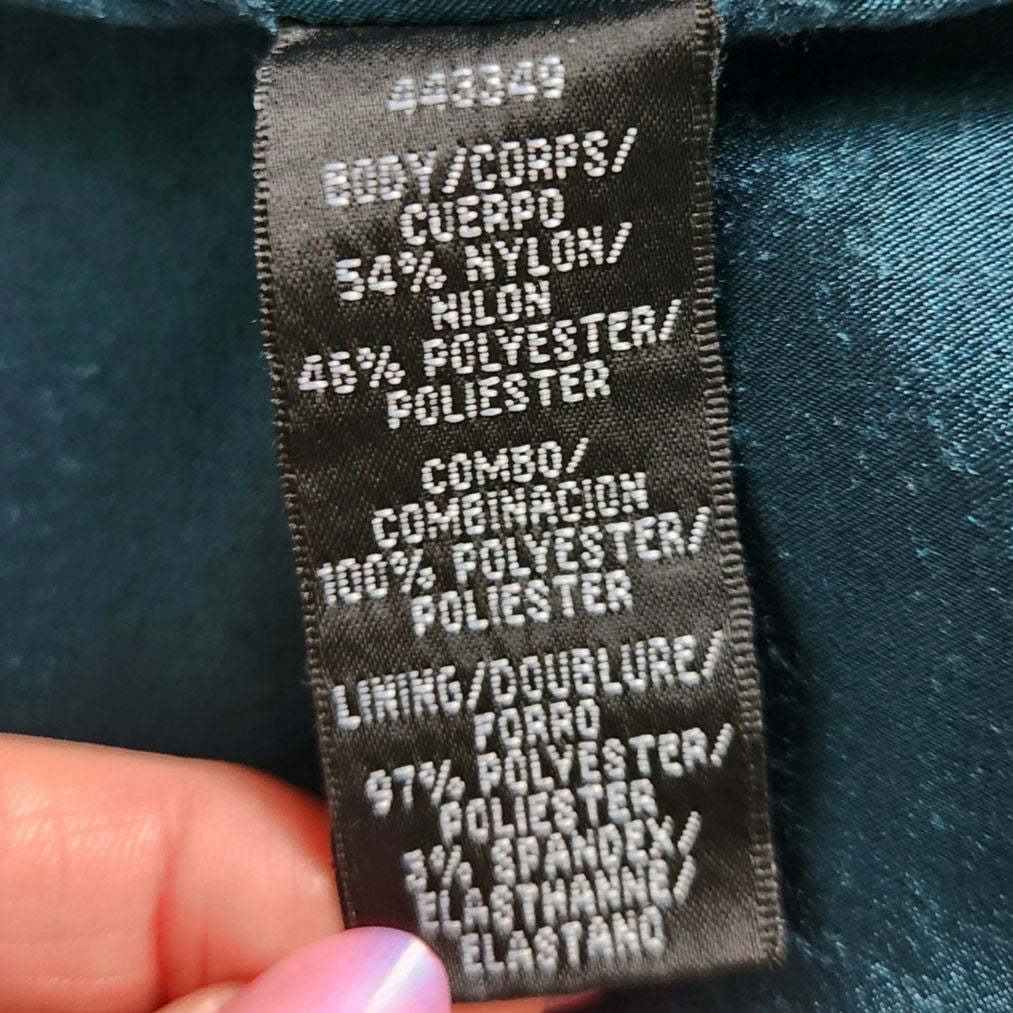 443349
BODY/CORPS/
CUERPO
54% NYLON/
NILON
46% POLYESTER/
POLIESTER
COMBO/
COMBINACION
100% POLYESTER/
POLIESTER
LINING/DOUBLURE/
FORRO
97% POLYESTER/
POLIESTER
3% SPANDEX/
ELASTHANNE/
ELASTANO